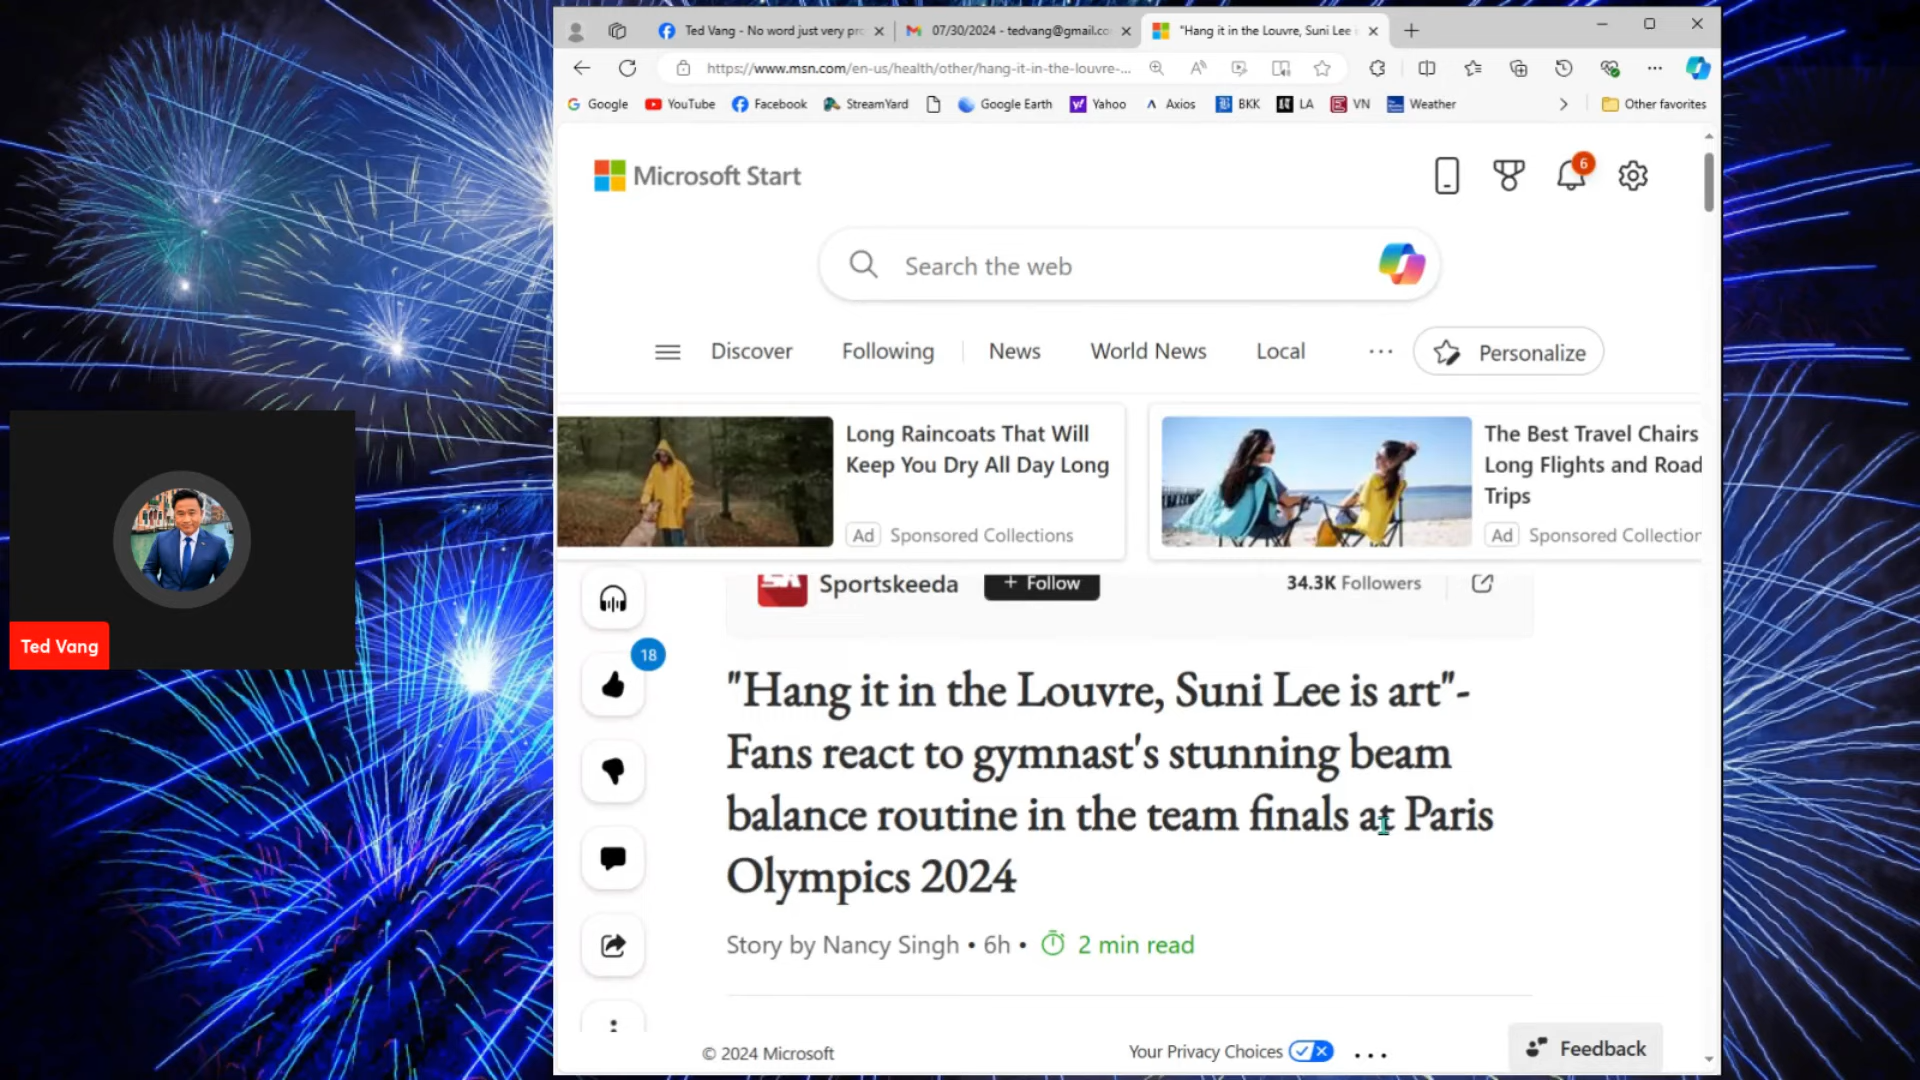 Ted Vang - No word just very pr
07/30/2024 - tedvang@gmail.co
"Hang it in the Louvre, Suni Lee i
https://www.msn.com/en-us/health/other/hang-it-in-the-louvre-...
Google
YouTube
Facebook
StreamYard
Google Earth
Yahoo
Axios
BKK
LA
VN
Weather
Other favorites
Microsoft Start
6
Search the web
Discover
Following
News
World News
Local
Personalize
Long Raincoats That Will
Keep You Dry All Day Long
Ad Sponsored Collections
The Best Travel Chairs
Long Flights and Road
Trips
Ad Sponsored Collection
Sportskeeda
+ Follow
34.3K Followers
18
"Hang it in the Louvre, Suni Lee is art"-
Fans react to gymnast's stunning beam
balance routine in the team finals at Paris
Olympics 2024
Story by Nancy Singh • 6h • 2 min read
© 2024 Microsoft
Your Privacy Choices
Feedback
Ted Vang